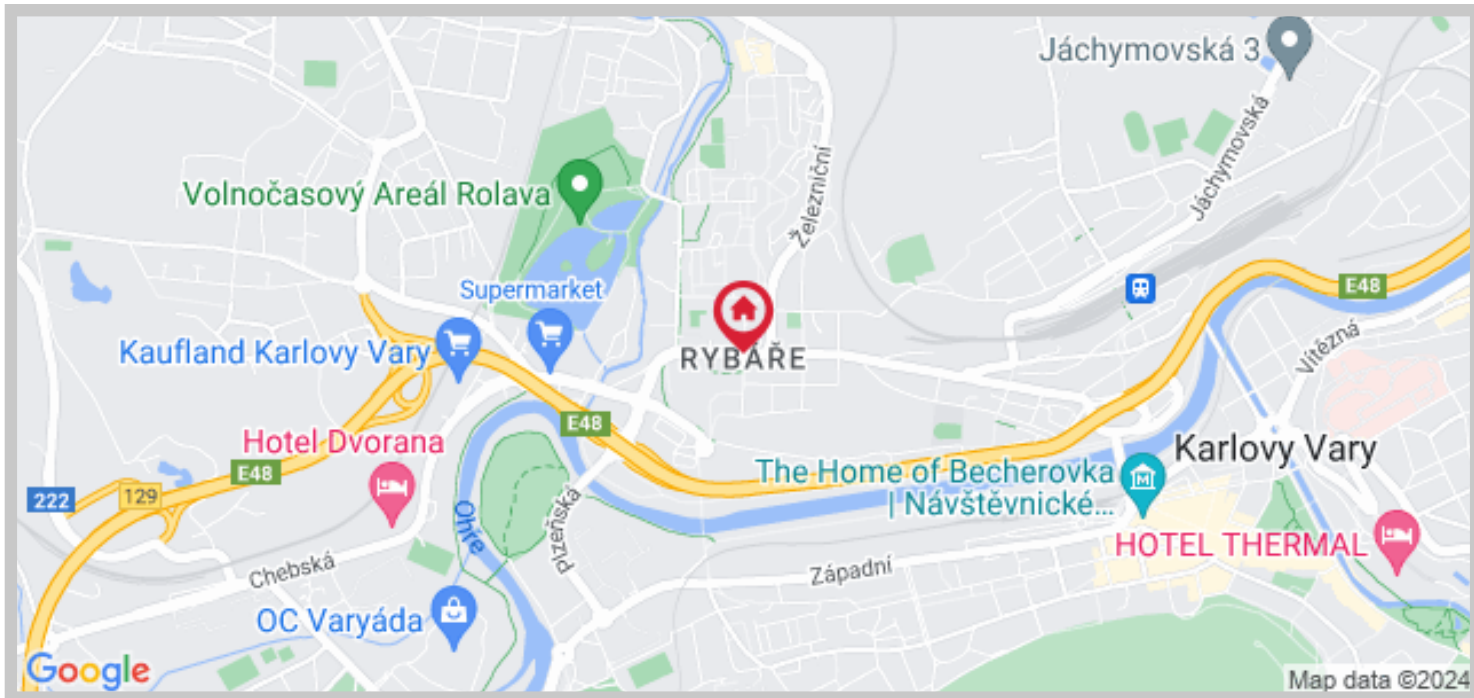 Jáchymovská 3
Jáchymovská
Železniční
Volnočasový Areál Rolava
Supermarket
E48
Vítězná
Kaufland Karlovy Vary
RYBÁŘE
E48
Hotel Dvorana
E48
Karlovy Vary
The Home of Becherovka
| Návštěvnické...
222
129
Ohře
Plzeňská
HOTEL THERMAL
Chebská
Západní
OC Varyáda
Google
Map data ©2024